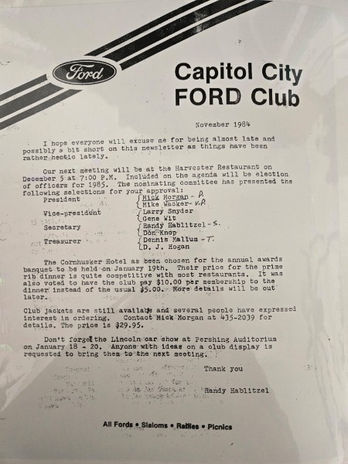 Ford
Capitol City
FORD Club
November 1984
I hope everyone will excuse me for being almost late and
possibly a bit short on this newsletter as things have been
rather hectic lately.
Our next meeting will be at the Harvester Restaurant on
December 5 at 7:00 P.M. Included on the agenda will be election
of officers for 1985. The nominating committee has presented the
following selections for your approval:
President Mick Morgan - P.
Mike Wacker - V.P.
Vice-president Larry Snyder
Gene Wit
Secretary Randy Hablitzel - S.
Don Knop
Treasurer Dennis Mallum - T.
D. J. Hogan
The Cornhusker Hotel as been chosen for the annual awards
banquet to be held on January 19th. Their price for the prime
rib dinner is quite competitive with most restaurants. It was
also voted to have the club pay $10.00 per membership to the
dinner instead of the usual $5.00. More details will be out
later.
Club jackets are still available and several people have expressed
interest in ordering. Contact Mick Morgan at 435-2039 for
details. The price is $29.95.
Don't forget the Lincoln car show at Pershing Auditorium
on January 18 - 20. Anyone with ideas on a club display is
requested to bring them to the next meeting.
Thank you
Randy Hablitzel
All Fords • Slaloms • Rallies • Picnics